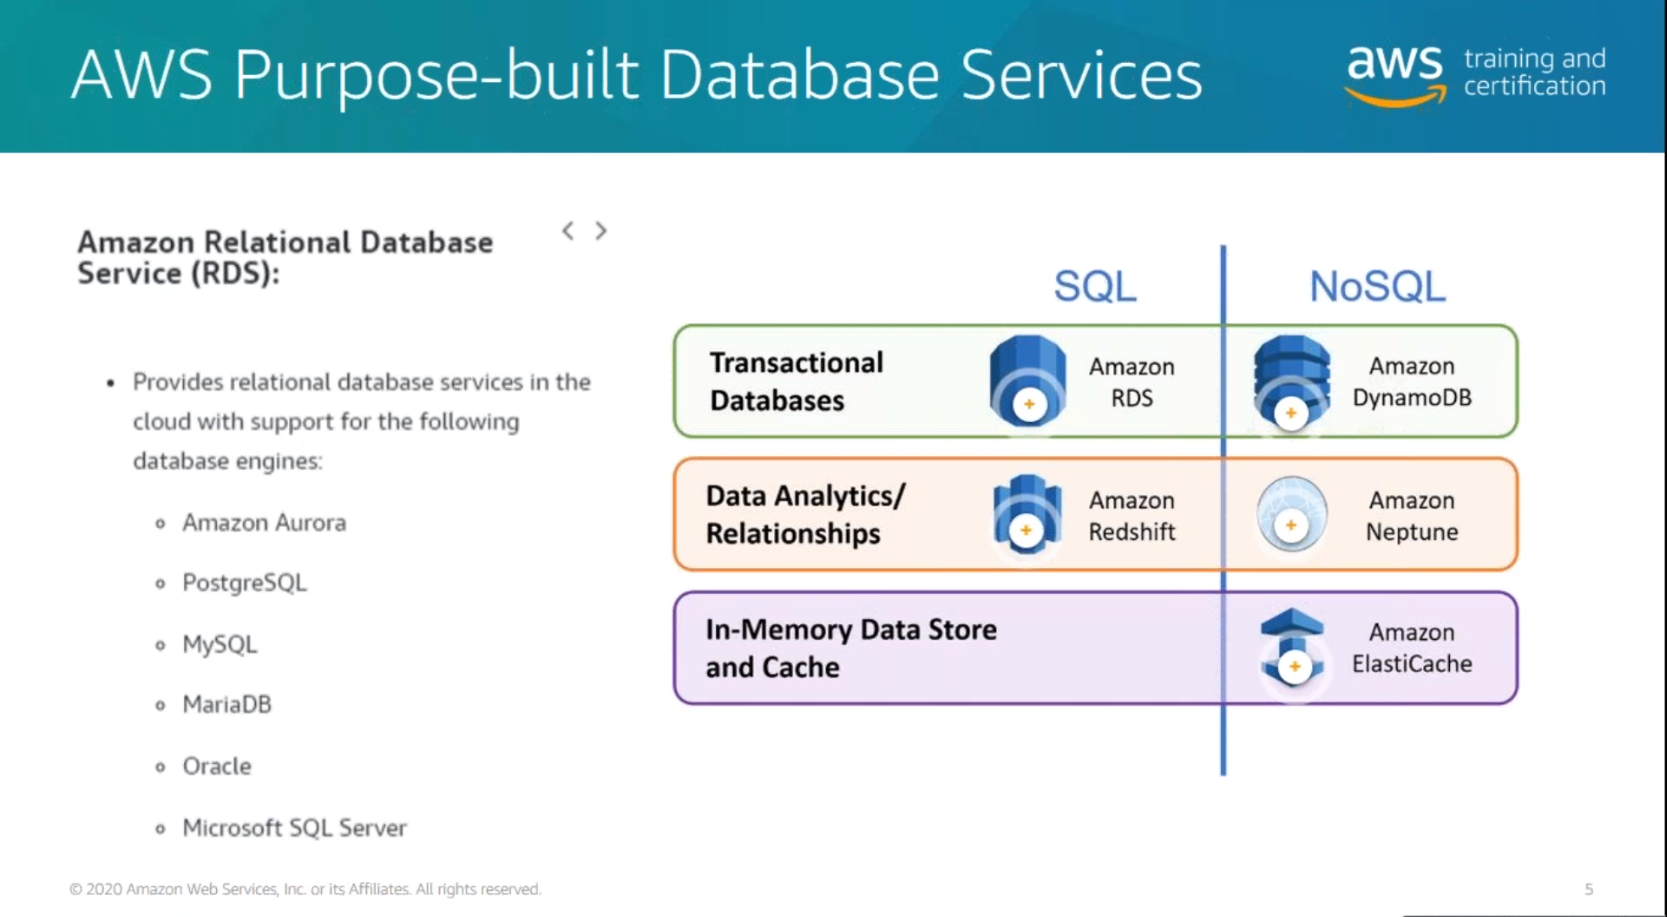 AWS Purpose-built Database Services
aws training and
certification
Amazon Relational Database
Service (RDS):
• Provides relational database services in the
cloud with support for the following
database engines:
Amazon Aurora
PostgreSQL
MySQL
MariaDB
Oracle
Microsoft SQL Server
SQL
NoSQL
Transactional
Databases
Amazon
RDS
Amazon
DynamoDB
Data Analytics/
Relationships
Amazon
Redshift
Amazon
Neptune
In-Memory Data Store
and Cache
Amazon
ElastiCache
© 2020 Amazon Web Services, Inc. or its Affiliates. All rights reserved.
5